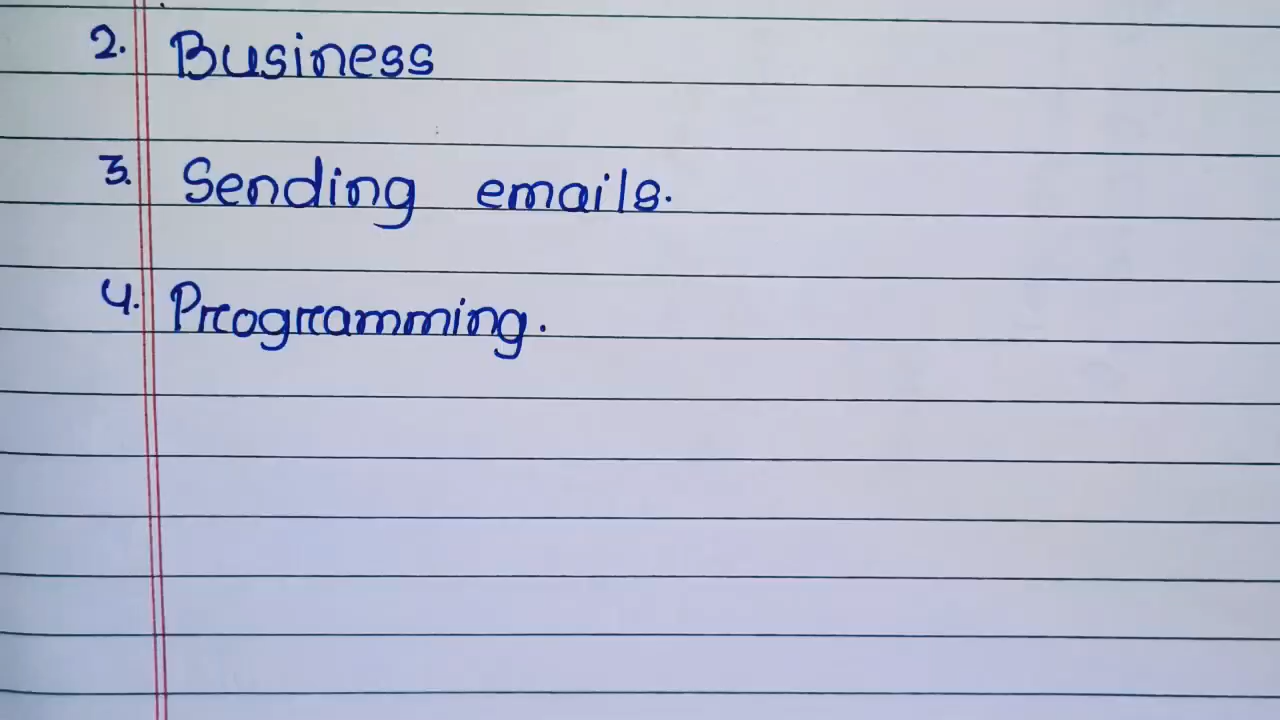 2. Business
3. Sending emails.
4. Programming.